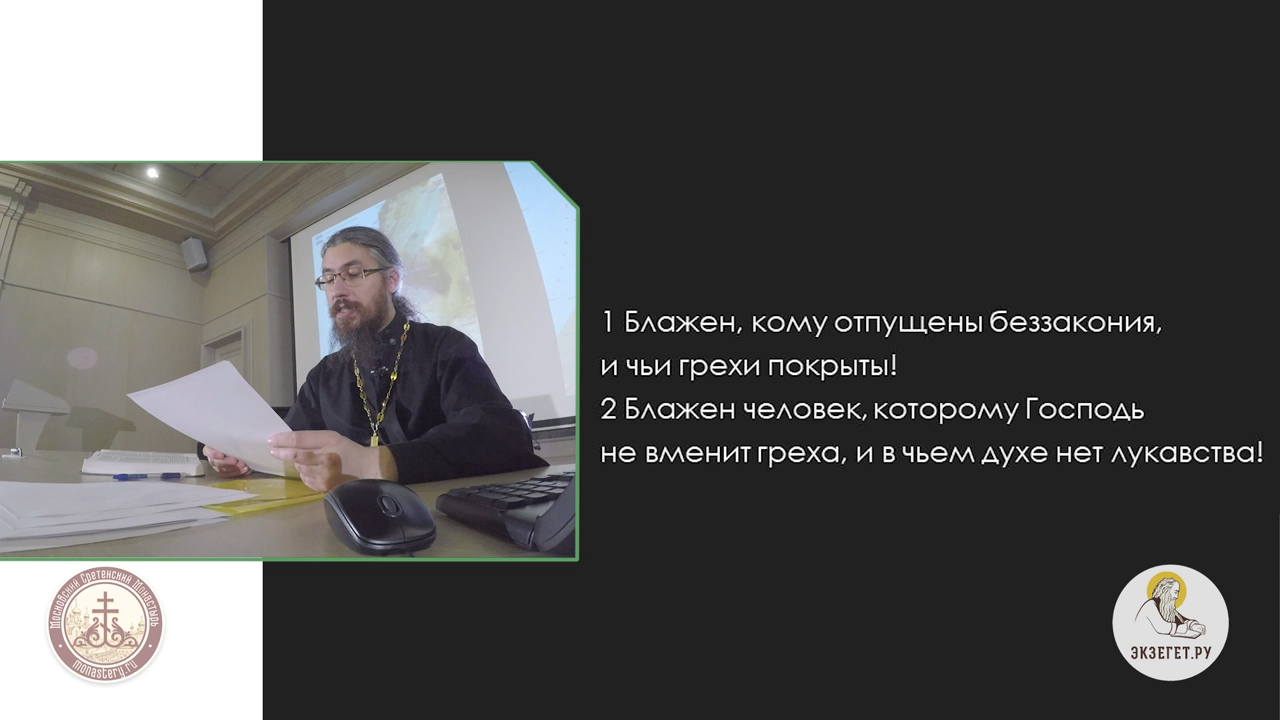 1 Блажен, кому отпущены беззакония,
и чьи грехи покрыты!
2 Блажен человек, которому Господь
не вменит греха, и в чьем духе нет лукавства!
Московский Сретенский Монастырь
monastery.ru
ЭКЗЕГЕТ.РУ